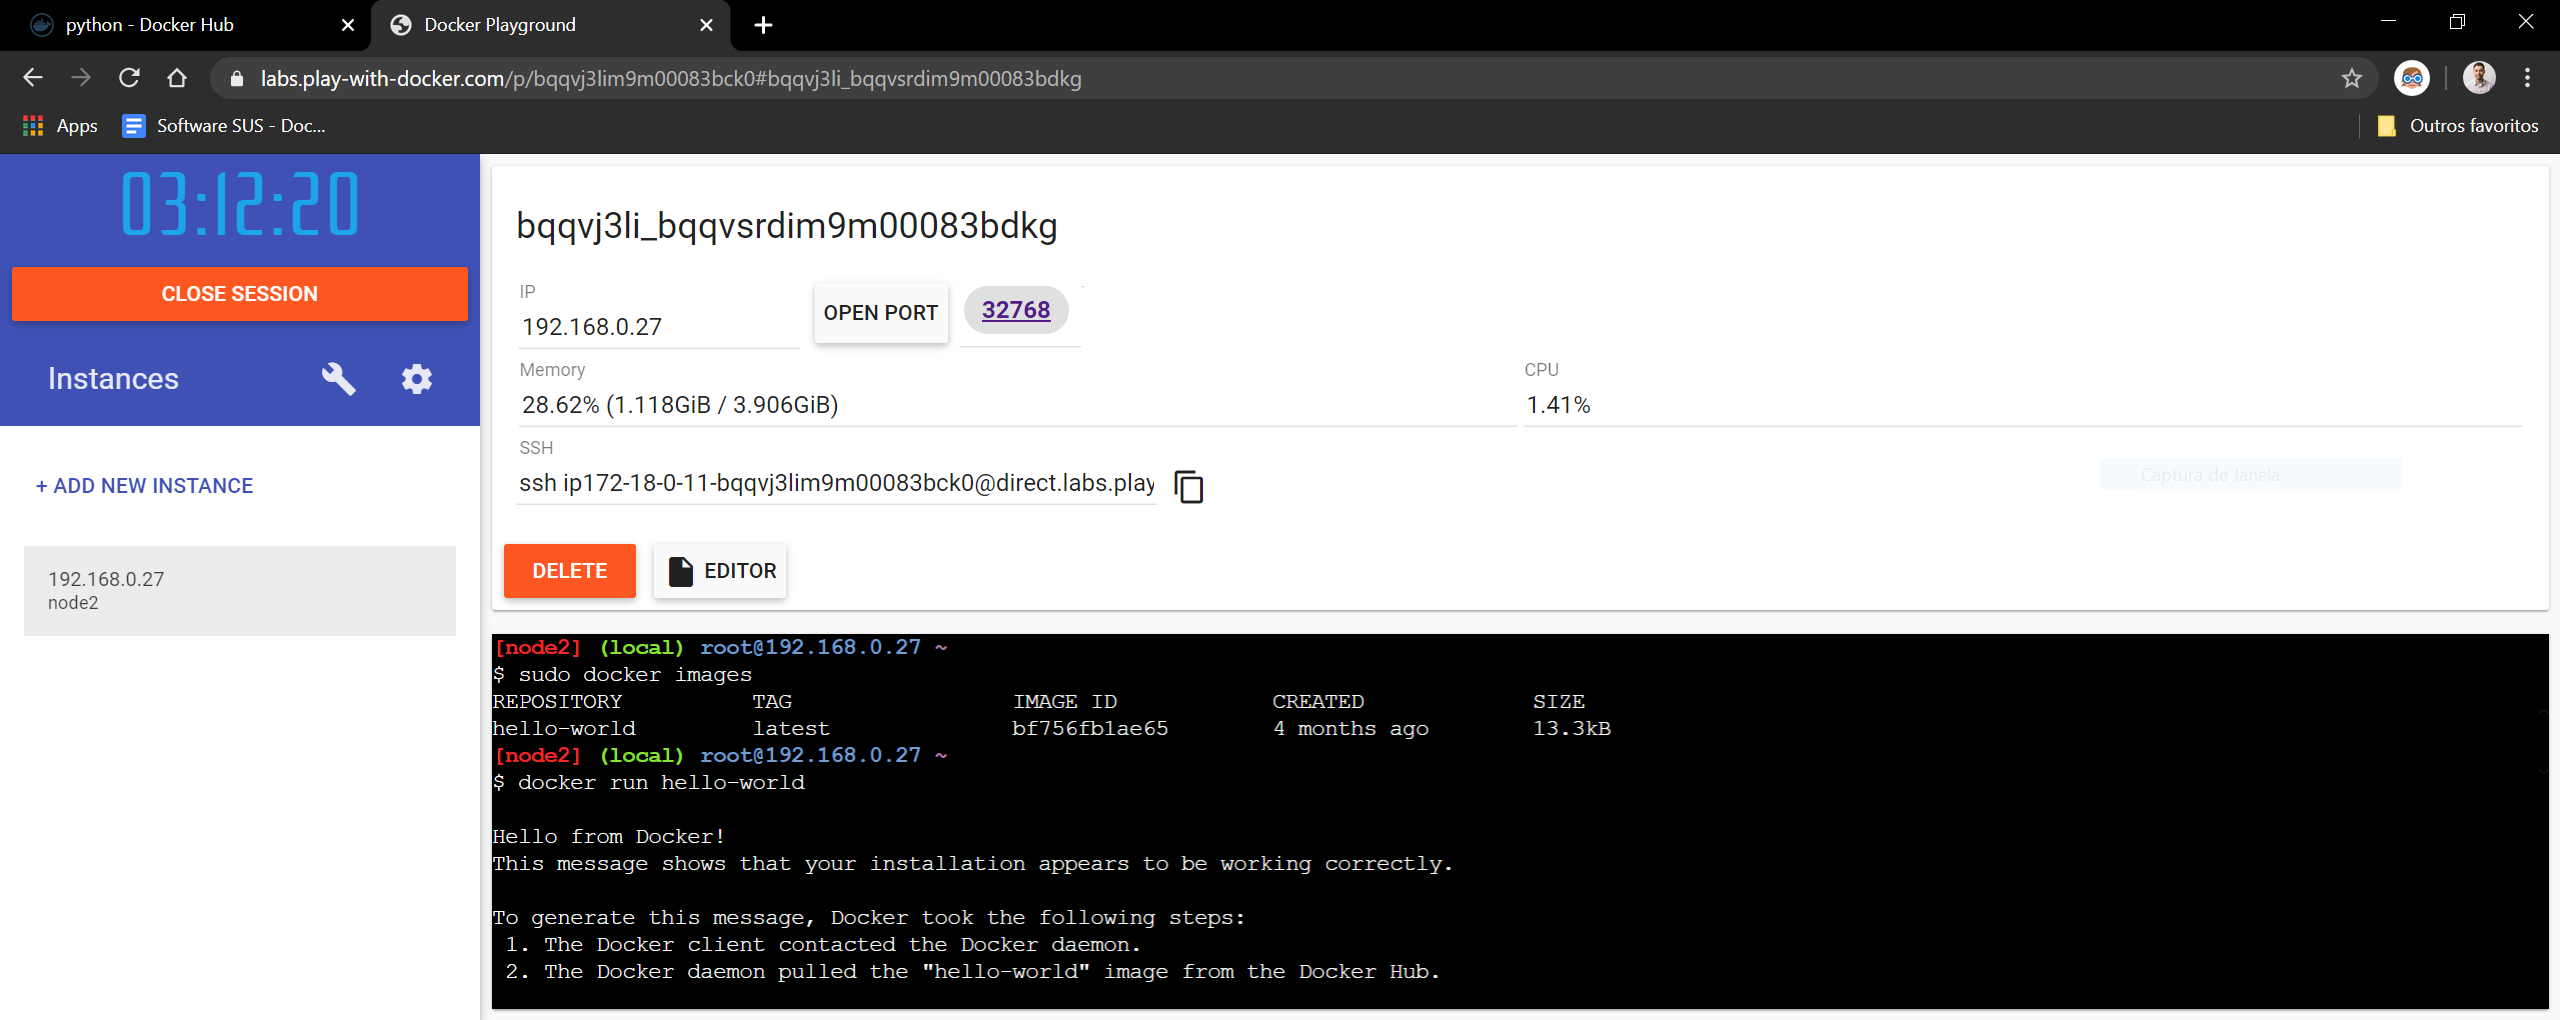 python - Docker Hub
Docker Playground
labs.play-with-docker.com/p/bqqvj3lim9m00083bck0#bqqvj3li_bqqvsrdim9m00083bdkg
Apps
Software SUS - Doc...
Outros favoritos
03:12:20
CLOSE SESSION
Instances
+ ADD NEW INSTANCE
192.168.0.27
node2
bqqvj3li_bqqvsrdim9m00083bdkg
IP
192.168.0.27
OPEN PORT
32768
Memory
28.62% (1.118GiB / 3.906GiB)
CPU
1.41%
SSH
ssh ip172-18-0-11-bqqvj3lim9m00083bck0@direct.labs.play
Captura de Janela
DELETE
EDITOR
[node2] (local) root@192.168.0.27 ~
$ sudo docker images
REPOSITORY TAG IMAGE ID CREATED SIZE
hello-world latest bf756fb1ae65 4 months ago 13.3kB
[node2] (local) root@192.168.0.27 ~
$ docker run hello-world
Hello from Docker!
This message shows that your installation appears to be working correctly.
To generate this message, Docker took the following steps:
1. The Docker client contacted the Docker daemon.
2. The Docker daemon pulled the "hello-world" image from the Docker Hub.